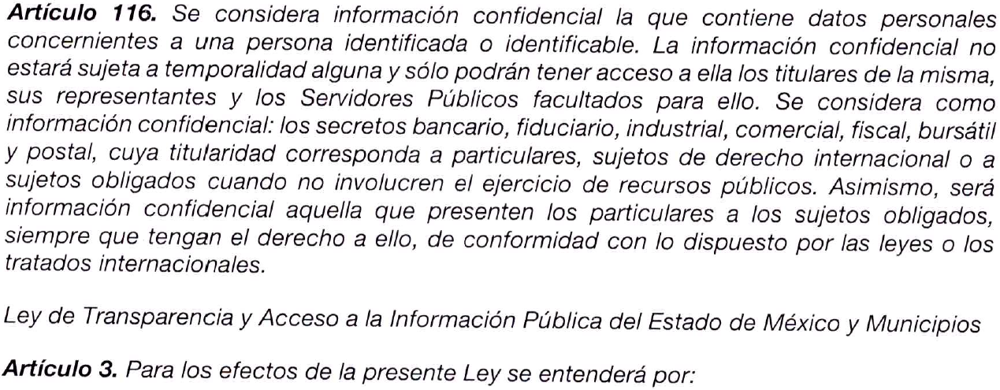 Artículo 116. Se considera información confidencial la que contiene datos personales
concernientes a una persona identificada o identificable. La información confidencial no
estará sujeta a temporalidad alguna y sólo podrán tener acceso a ella los titulares de la misma,
sus representantes y los Servidores Públicos facultados para ello. Se considera como
información confidencial: los secretos bancario, fiduciario, industrial, comercial, fiscal, bursátil
y postal, cuya titularidad corresponda a particulares, sujetos de derecho internacional o a
sujetos obligados cuando no involucren el ejercicio de recursos públicos. Asimismo, será
información confidencial aquella que presenten los particulares a los sujetos obligados,
siempre que tengan el derecho a ello, de conformidad con lo dispuesto por las leyes o los
tratados internacionales.
Ley de Transparencia y Acceso a la Información Pública del Estado de México y Municipios
Artículo 3. Para los efectos de la presente Ley se entenderá por: